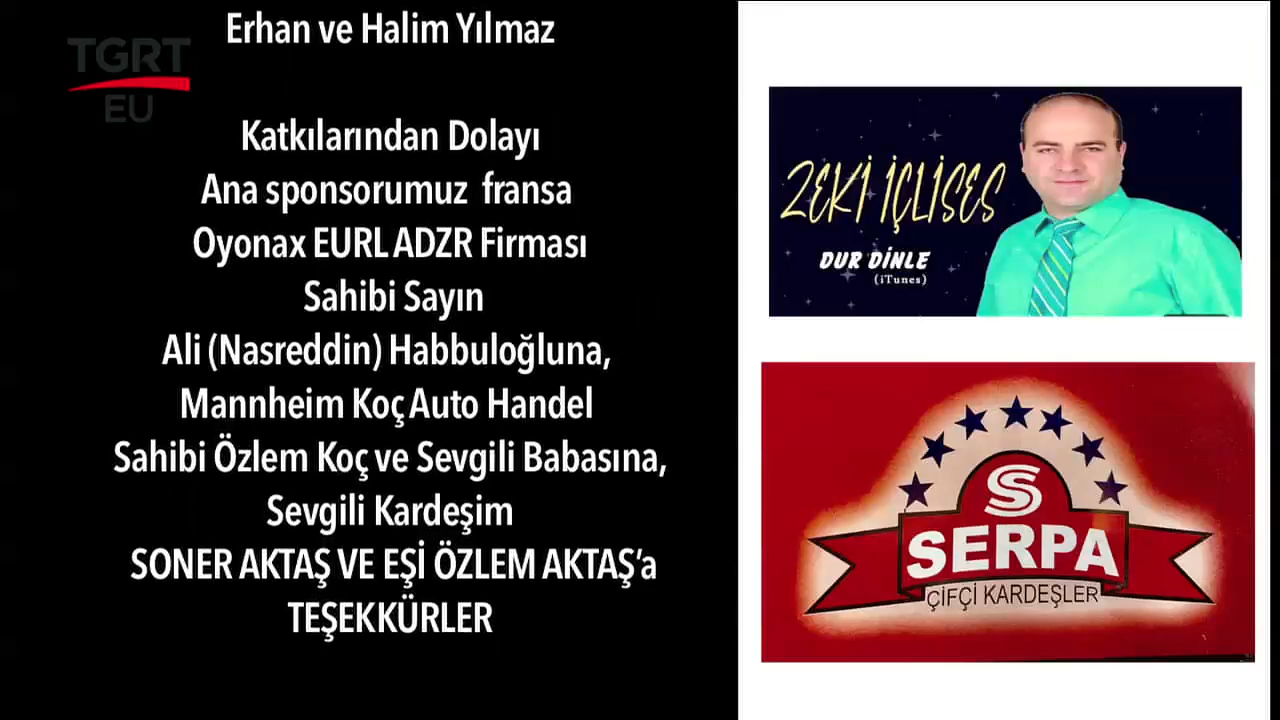 TGRT
EU
Erhan ve Halim Yılmaz
Katkılarından Dolayı
Ana sponsorumuz fransa
Oyonax EURL ADZR Firması
Sahibi Sayın
Ali (Nasreddin) Habbuloğluna,
Mannheim Koç Auto Handel
Sahibi Özlem Koç ve Sevgili Babasına,
Sevgili Kardeşim
SONER AKTAŞ VE EŞİ ÖZLEM AKTAŞ’a
TEŞEKKÜRLER
ZEKİ İÇLİSES
DUR DİNLE
(iTunes)
S
SERPA
ÇİFÇİ KARDEŞLER